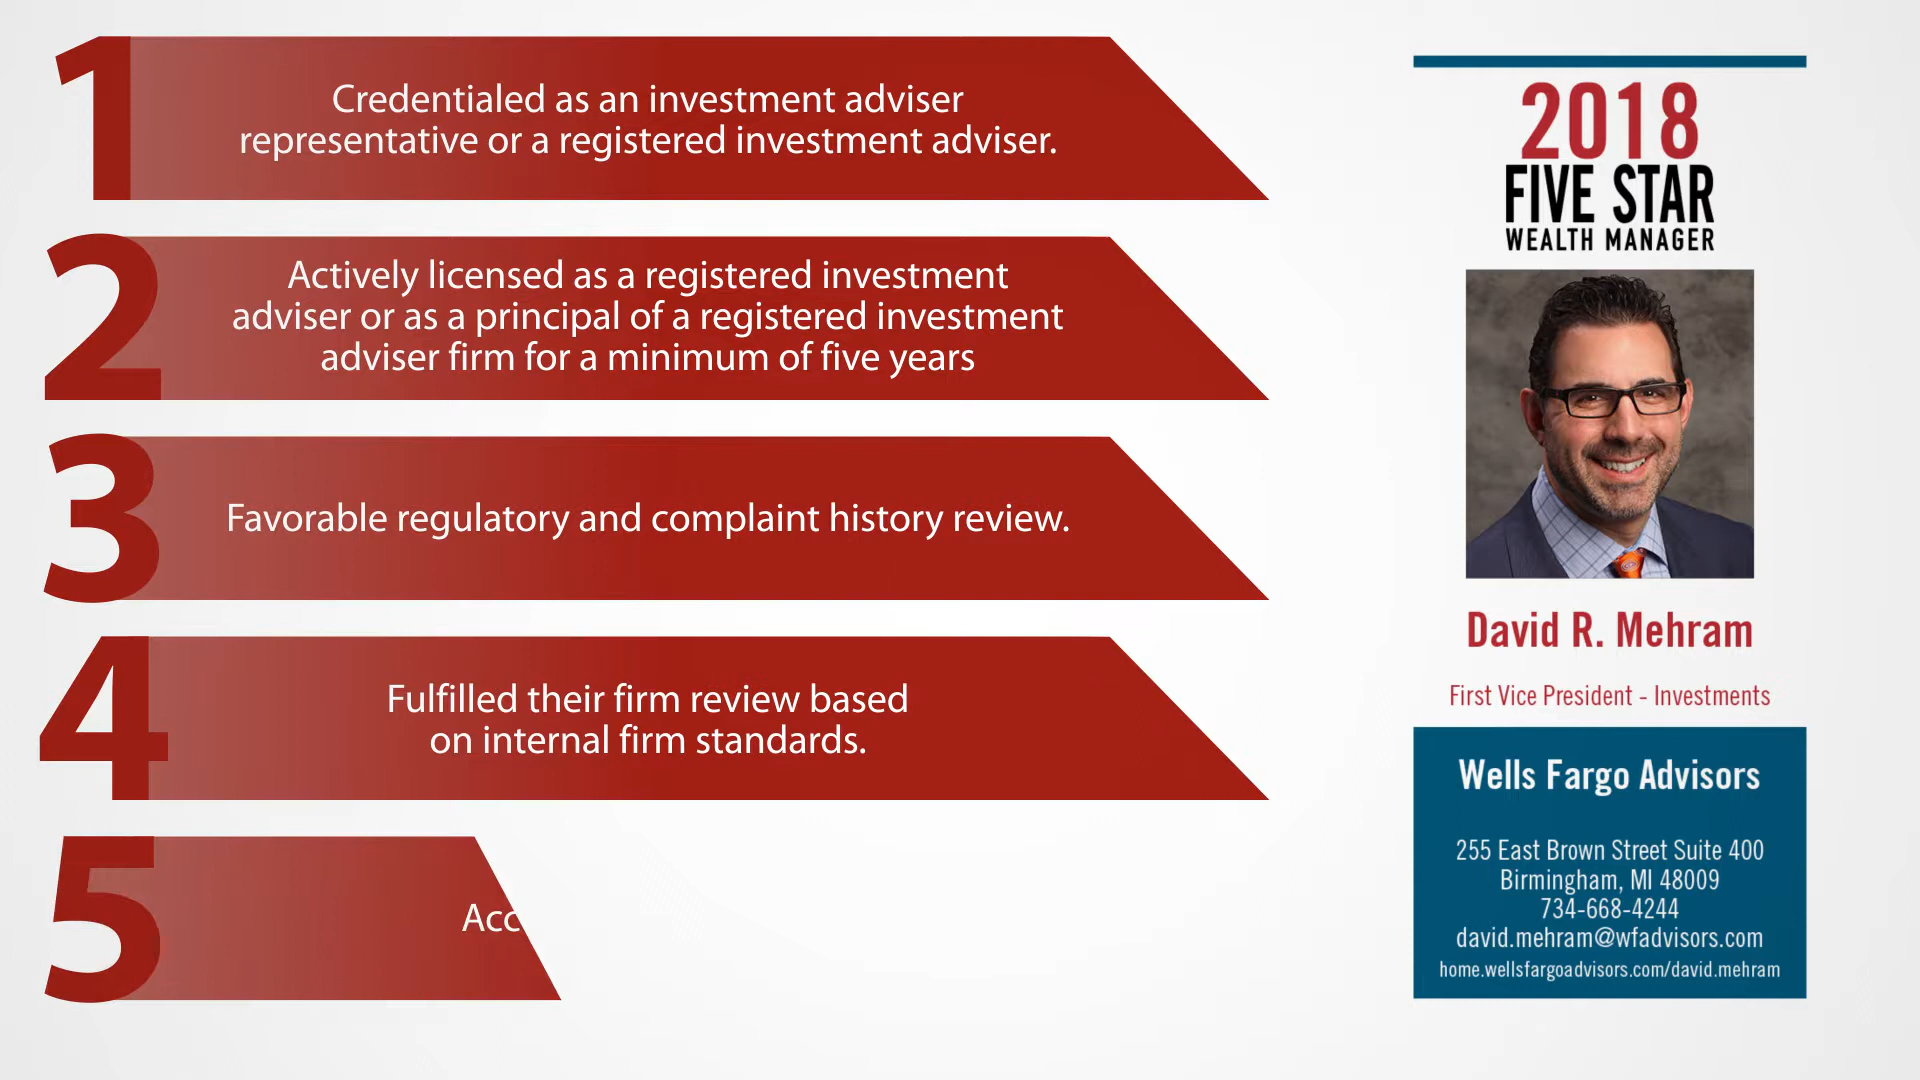 1
Credentialed as an investment adviser
representative or a registered investment adviser.
2
Actively licensed as a registered investment
adviser or as a principal of a registered investment
adviser firm for a minimum of five years
3
Favorable regulatory and complaint history review.
4
Fulfilled their firm review based
on internal firm standards.
5
Acc
2018
FIVE STAR
WEALTH MANAGER
David R. Mehram
First Vice President - Investments
Wells Fargo Advisors
255 East Brown Street Suite 400
Birmingham, MI 48009
734-668-4244
david.mehram@wfadvisors.com
home.wellsfargoadvisors.com/david.mehram